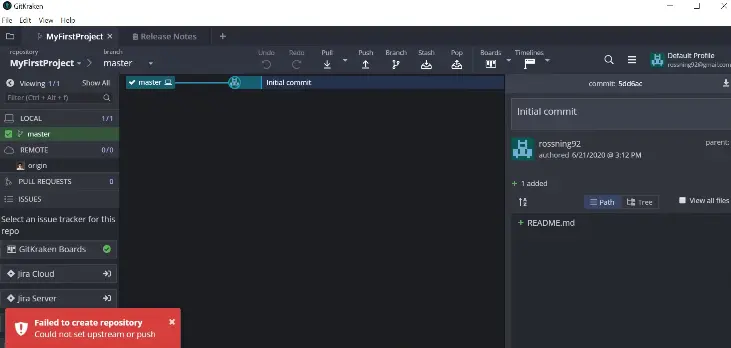 GitKraken
File Edit View Help
MyFirstProject
Release Notes
repository
MyFirstProject
branch
master
Undo
Redo
Pull
Push
Branch
Stash
Pop
Boards
Timelines
Default Profile
rossning92@gmail.com
Viewing 1/1
Show All
Filter (Ctrl + Alt + f)
LOCAL 1/1
master
REMOTE 0/0
origin
PULL REQUESTS 0
ISSUES
Select an issue tracker for this
repo
GitKraken Boards
Jira Cloud
Jira Server
Failed to create repository
Could not set upstream or push
master
Initial commit
commit: 5dd6ac
Initial commit
rossning92
authored 6/21/2020 @ 3:12 PM
parent:
+ 1 added
Path
Tree
View all files
+ README.md